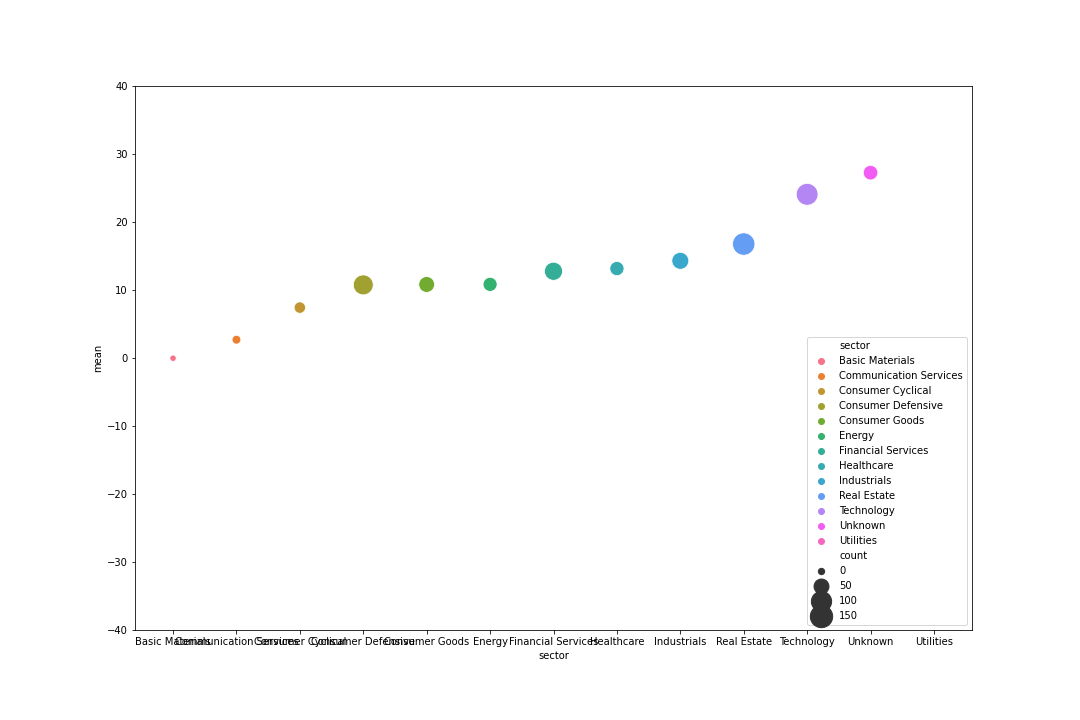 40
30
20
10
0
−10
−20
−30
−40
mean
sector
Basic Materials
Communication Services
Consumer Cyclical
Consumer Defensive
Consumer Goods
Energy
Financial Services
Healthcare
Industrials
Real Estate
Technology
Unknown
Utilities
count
0
50
100
150
Basic Materials Communication Services Consumer Cyclical Consumer Defensive Consumer Goods Energy Financial Services Healthcare Industrials Real Estate Technology Unknown Utilities
sector